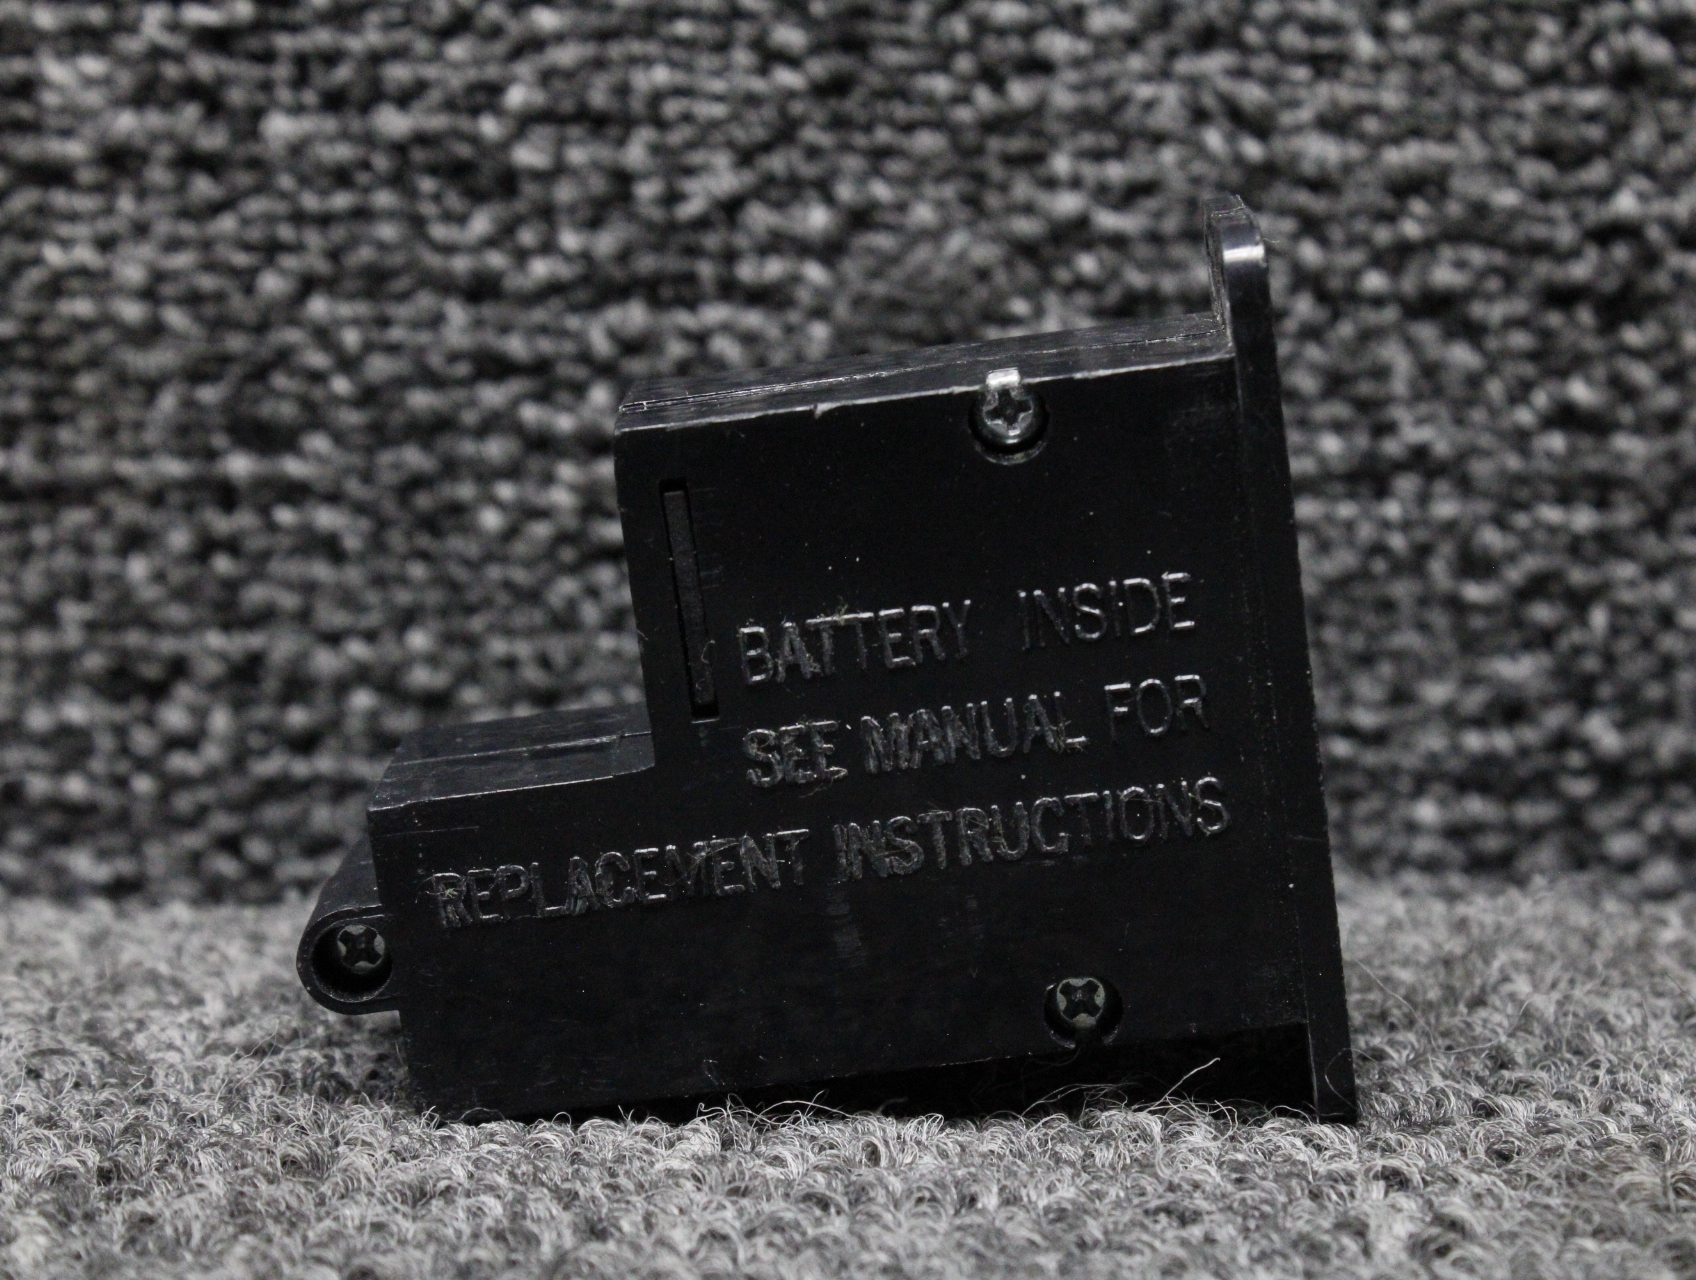 BATTERY INSIDE
SEE MANUAL FOR
REPLACEMENT INSTRUCTIONS